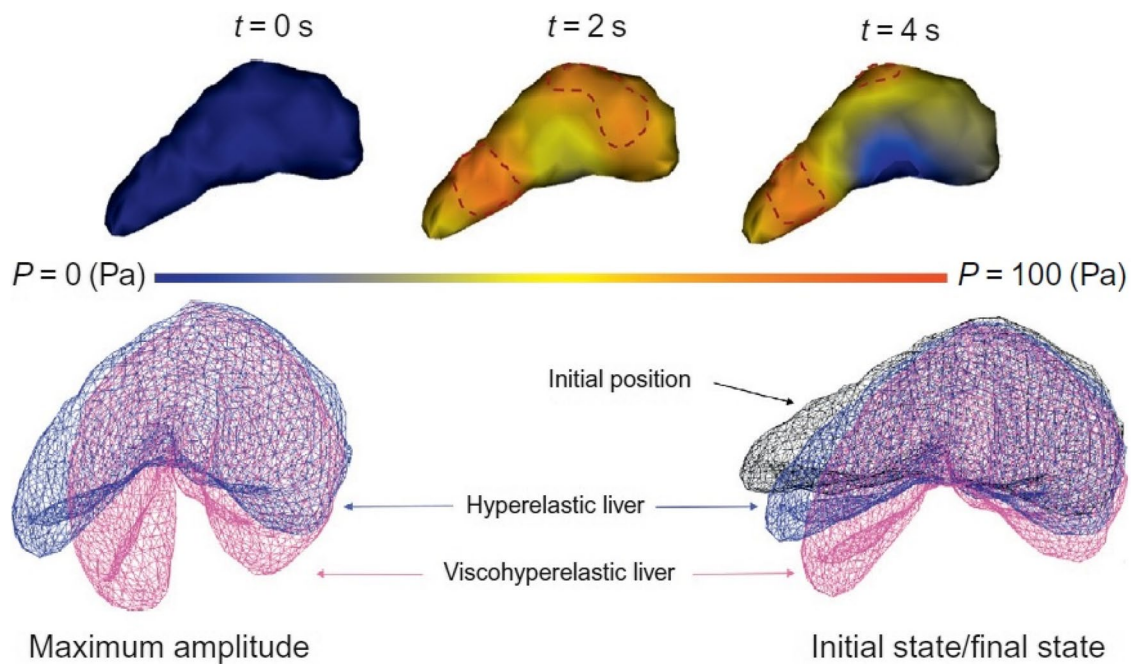 t = 0 s
t = 2 s
t = 4 s
P = 0 (Pa)
P = 100 (Pa)
Initial position
Hyperelastic liver
Viscohyperelastic liver
Maximum amplitude
Initial state/final state